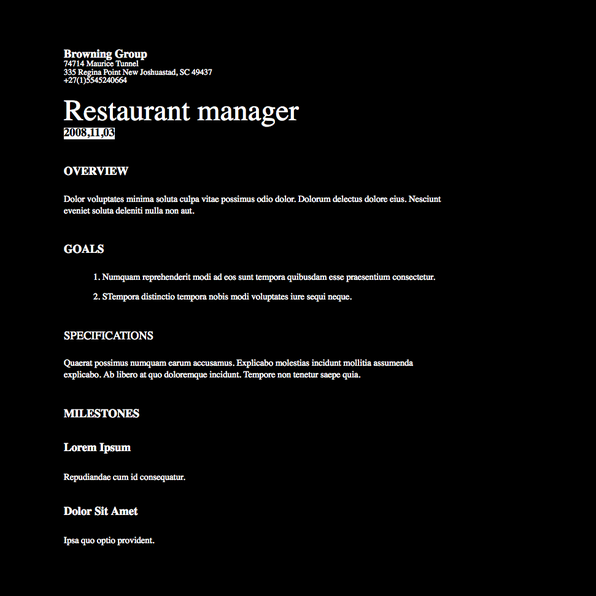 Browning Group
74714 Maurice Tunnel
335 Regina Point New Joshuastad, SC 49437
+27(1)5545240664
Restaurant manager
2008,11,03
OVERVIEW
Dolor voluptates minima soluta culpa vitae possimus odio dolor. Dolorum delectus dolore eius. Nesciunt
eveniet soluta deleniti nulla non aut.
GOALS
1. Numquam reprehenderit modi ad eos sunt tempora quibusdam esse praesentium consectetur.
2. STempora distinctio tempora nobis modi voluptates iure sequi neque.
SPECIFICATIONS
Quaerat possimus numquam earum accusamus. Explicabo molestias incidunt mollitia assumenda
explicabo. Ab libero at quo doloremque incidunt. Tempore non tenetur saepe quia.
MILESTONES
Lorem Ipsum
Repudiandae cum id consequatur.
Dolor Sit Amet
Ipsa quo optio provident.